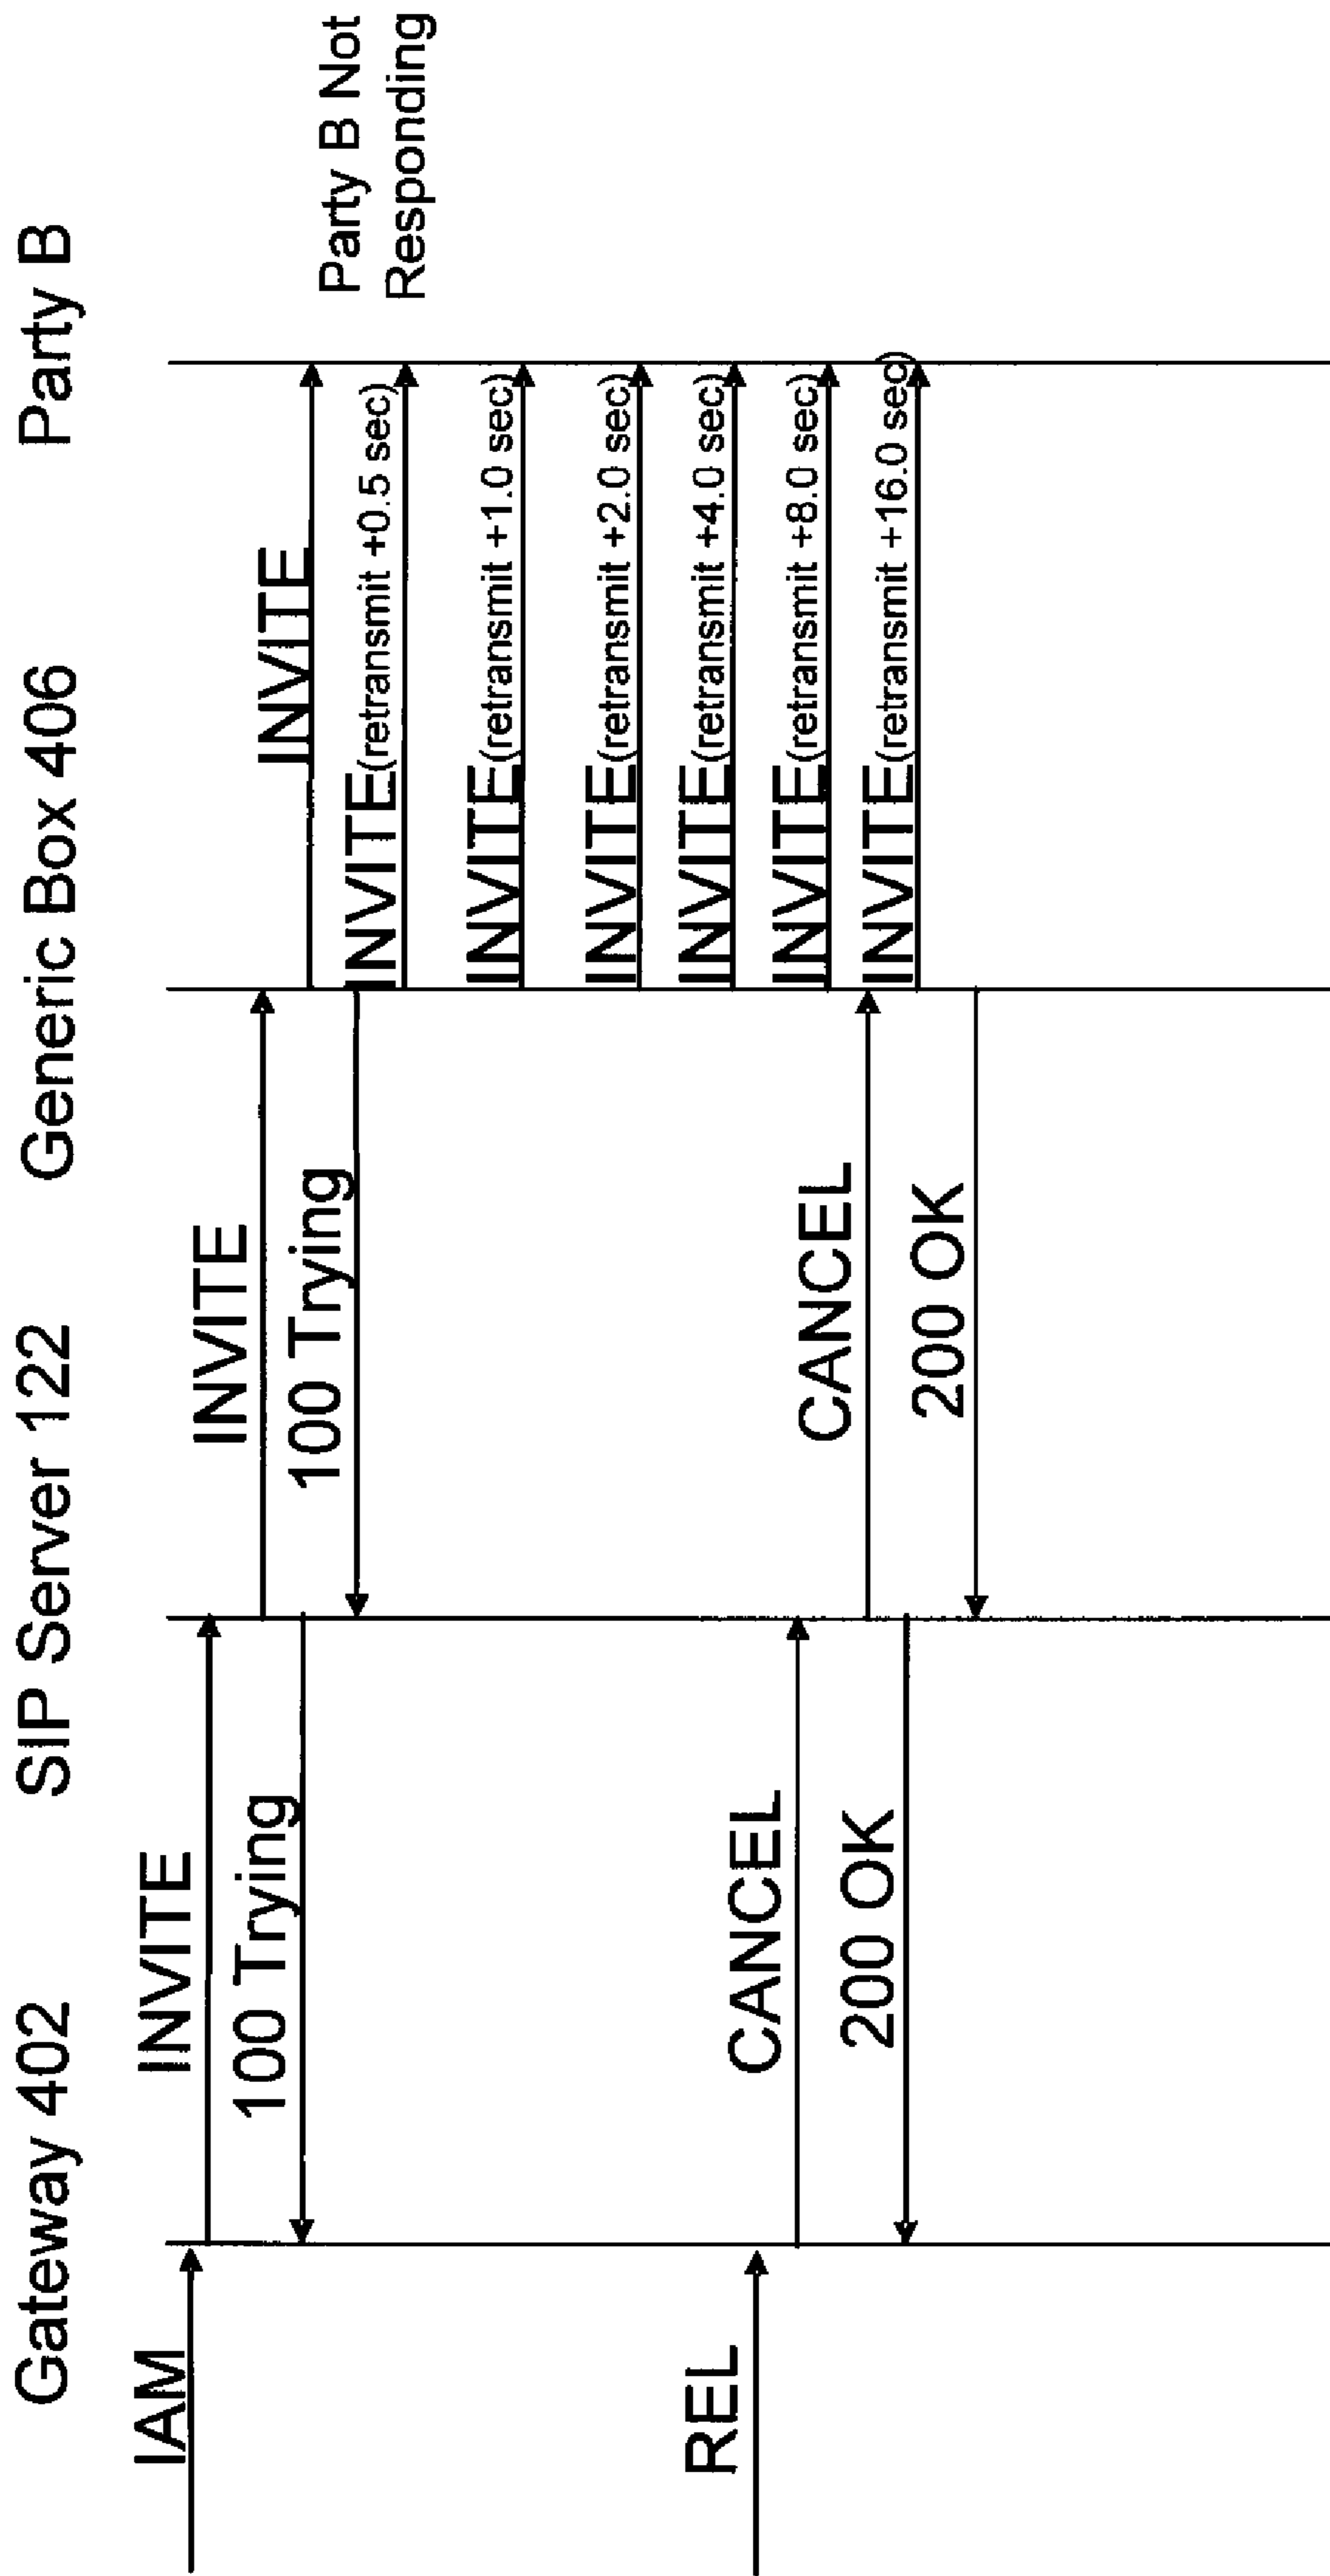 Gateway 402
SIP Server 122
Generic Box 406
Party B
IAM
INVITE
INVITE
INVITE
100 Trying
100 Trying
Party B Not
Responding
INVITE(retransmit +0.5 sec)
INVITE(retransmit +1.0 sec)
INVITE(retransmit +2.0 sec)
INVITE(retransmit +4.0 sec)
INVITE(retransmit +8.0 sec)
INVITE(retransmit +16.0 sec)
REL
CANCEL
CANCEL
200 OK
200 OK